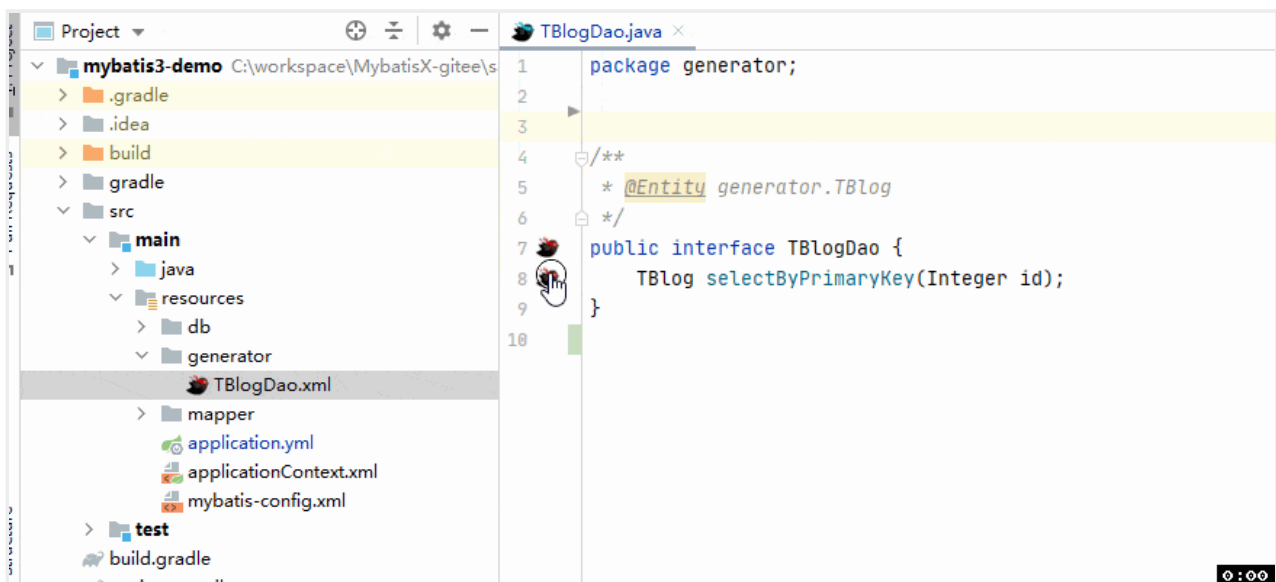 Project
mybatis3-demo C:\workspace\MybatisX-gitee\s
.gradle
.idea
build
gradle
src
main
java
resources
db
generator
TBlogDao.xml
mapper
application.yml
applicationContext.xml
mybatis-config.xml
test
build.gradle
TBlogDao.java
1 package generator;
2
3
4 /**
5 * @Entity generator.TBlog
6 */
7 public interface TBlogDao {
8 TBlog selectByPrimaryKey(Integer id);
9 }
10
0:00